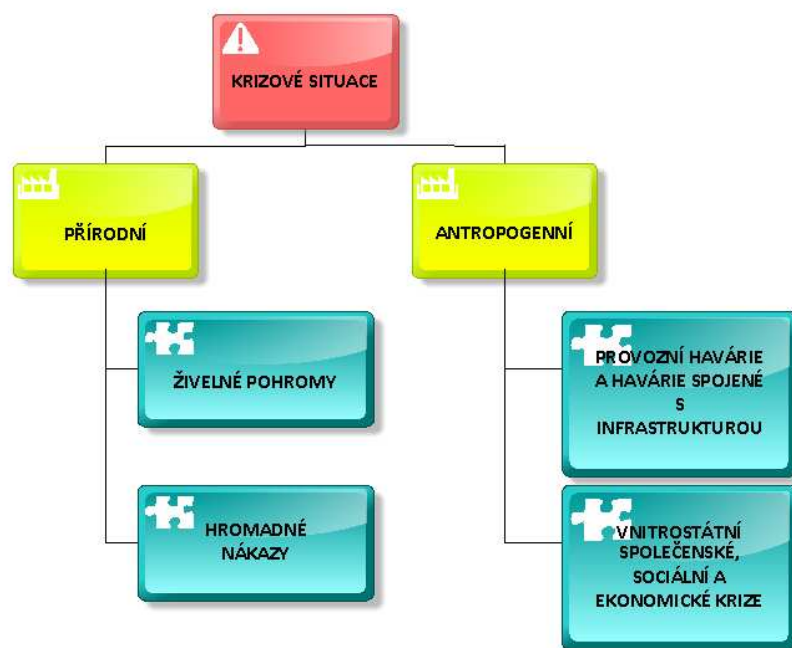 KRIZOVÉ SITUACE
PŘÍRODNÍ
ANTROPOGENNÍ
ŽIVELNÉ POHROMY
PROVOZNÍ HAVÁRIE
A HAVÁRIE SPOJENÉ
S
INFRASTRUKTUROU
HROMADNÉ
NÁKAZY
VNITROSTÁTNÍ
SPOLEČENSKÉ,
SOCIÁLNÍ A
EKONOMICKÉ KRIZE